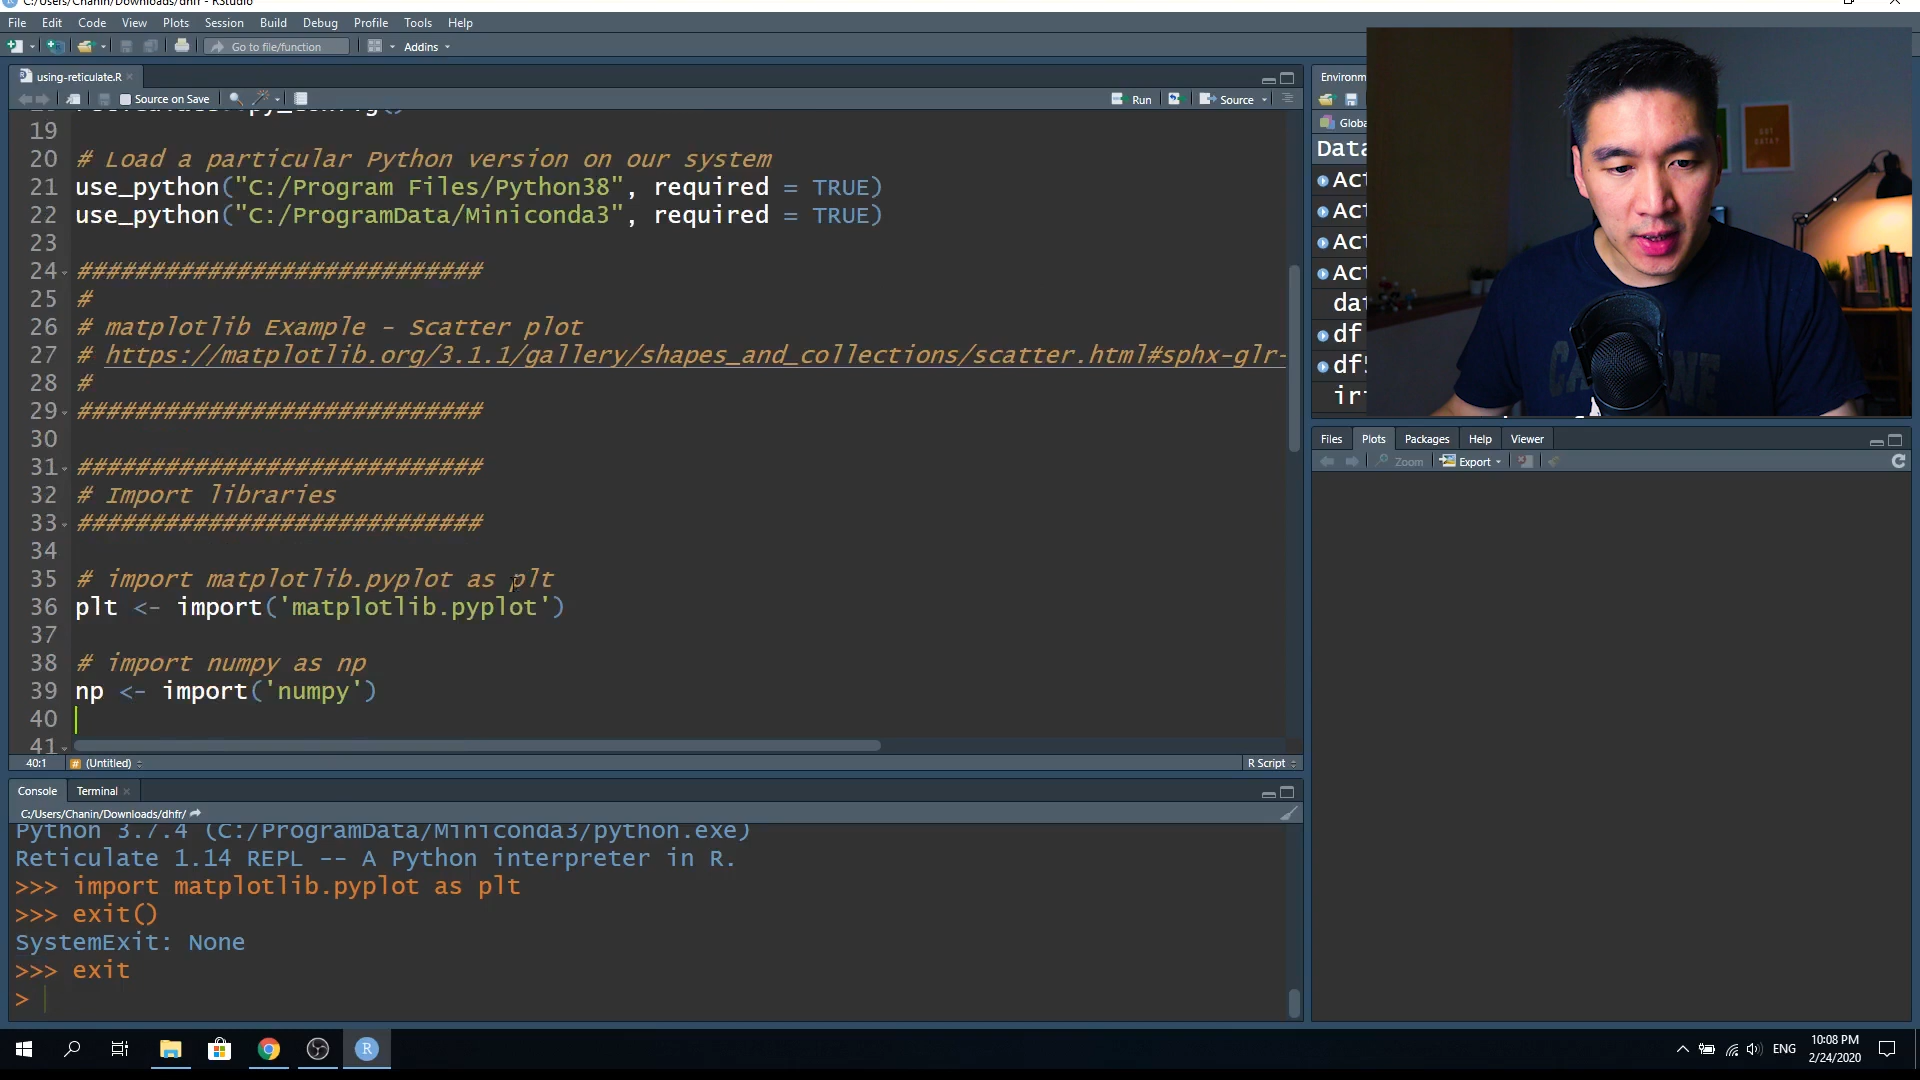 C:/Users/Chanin/Downloads/dhfr - RStudio
File Edit Code View Plots Session Build Debug Profile Tools Help
Go to file/function Addins
using-reticulate.R
Source on Save Run Source
19
20 # Load a particular Python version on our system
21 use_python("C:/Program Files/Python38", required = TRUE)
22 use_python("C:/ProgramData/Miniconda3", required = TRUE)
23
24 ############################
25 #
26 # matplotlib Example - Scatter plot
27 # https://matplotlib.org/3.1.1/gallery/shapes_and_collections/scatter.html#sphx-glr-
28 #
29 ############################
30
31 ############################
32 # Import libraries
33 ############################
34
35 # import matplotlib.pyplot as plt
36 plt <- import('matplotlib.pyplot')
37
38 # import numpy as np
39 np <- import('numpy')
40
41
40:1 # (Untitled) R Script
Console Terminal
C:/Users/Chanin/Downloads/dhfr/
Python 3.7.4 (C:/ProgramData/Miniconda3/python.exe)
Reticulate 1.14 REPL -- A Python interpreter in R.
>>> import matplotlib.pyplot as plt
>>> exit()
SystemExit: None
>>> exit
>
Environm
Globa
Data
Act
Act
Act
Act
dat
df
df5
iri
Files Plots Packages Help Viewer
Zoom Export
ENG
10:08 PM
2/24/2020